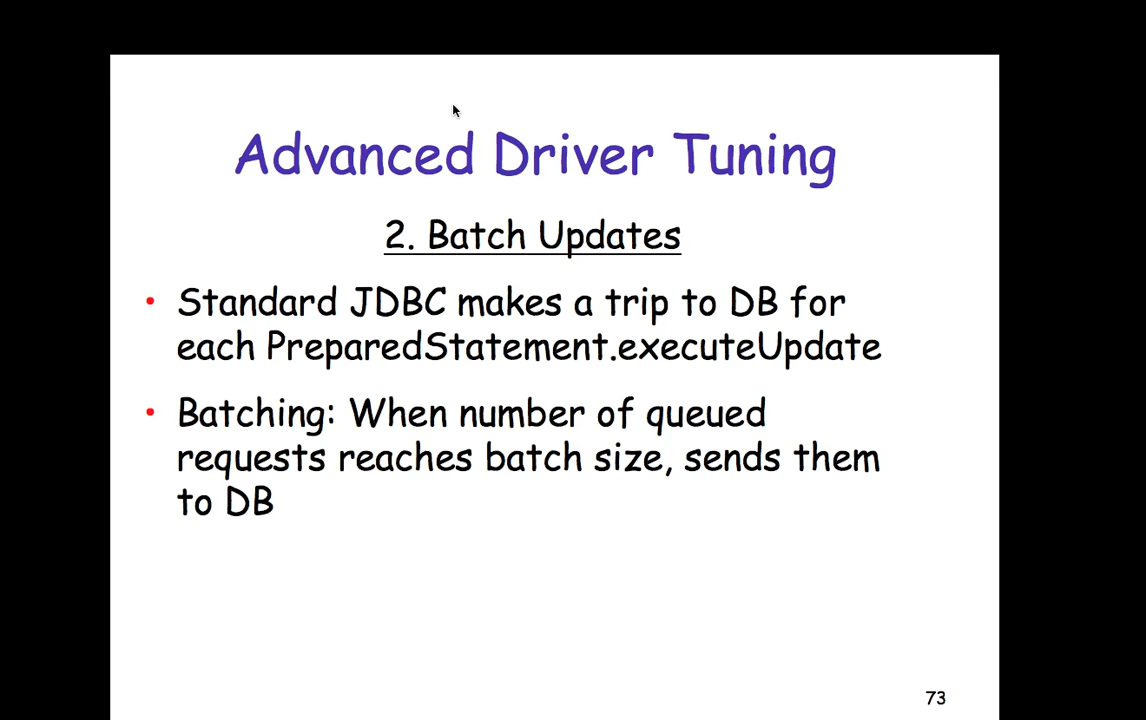 Advanced Driver Tuning
2. Batch Updates
• Standard JDBC makes a trip to DB for
each PreparedStatement.executeUpdate
• Batching: When number of queued
requests reaches batch size, sends them
to DB
73